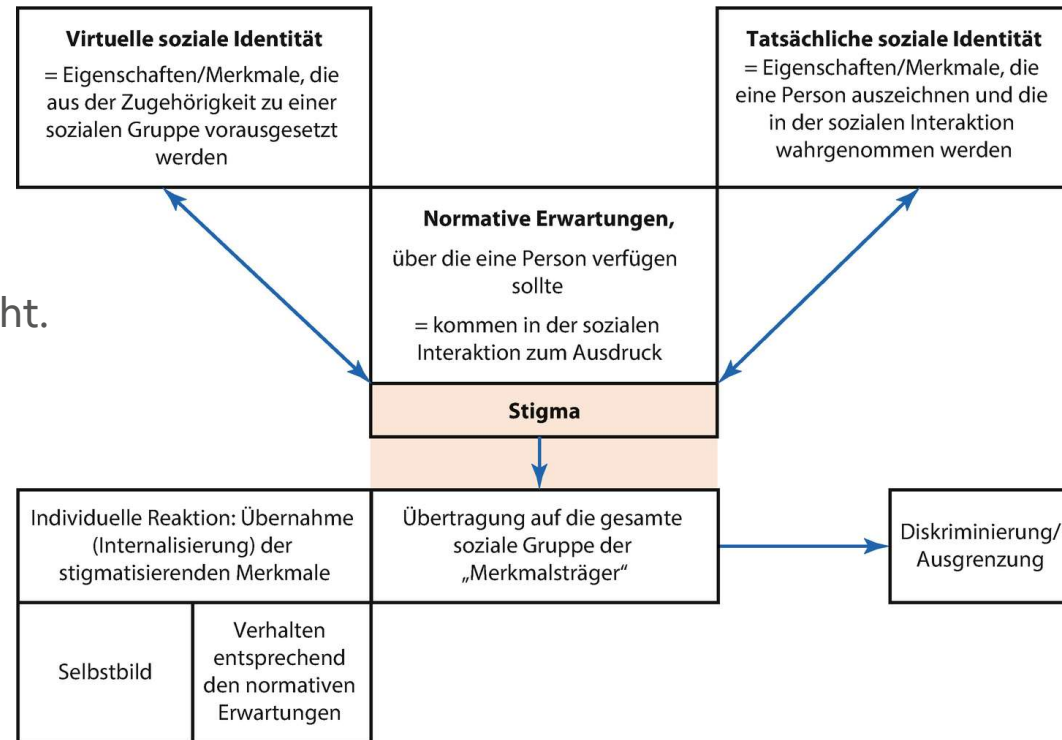 Virtuelle soziale Identität
= Eigenschaften/Merkmale, die
aus der Zugehörigkeit zu einer
sozialen Gruppe vorausgesetzt
werden
Tatsächliche soziale Identität
= Eigenschaften/Merkmale, die
eine Person auszeichnen und die
in der sozialen Interaktion
wahrgenommen werden
Normative Erwartungen,
über die eine Person verfügen
sollte
= kommen in der sozialen
Interaktion zum Ausdruck
ht.
Stigma
Individuelle Reaktion: Übernahme
(Internalisierung) der
stigmatisierenden Merkmale
Übertragung auf die gesamte
soziale Gruppe der
„Merkmalsträger“
Diskriminierung/
Ausgrenzung
Selbstbild
Verhalten
entsprechend
den normativen
Erwartungen